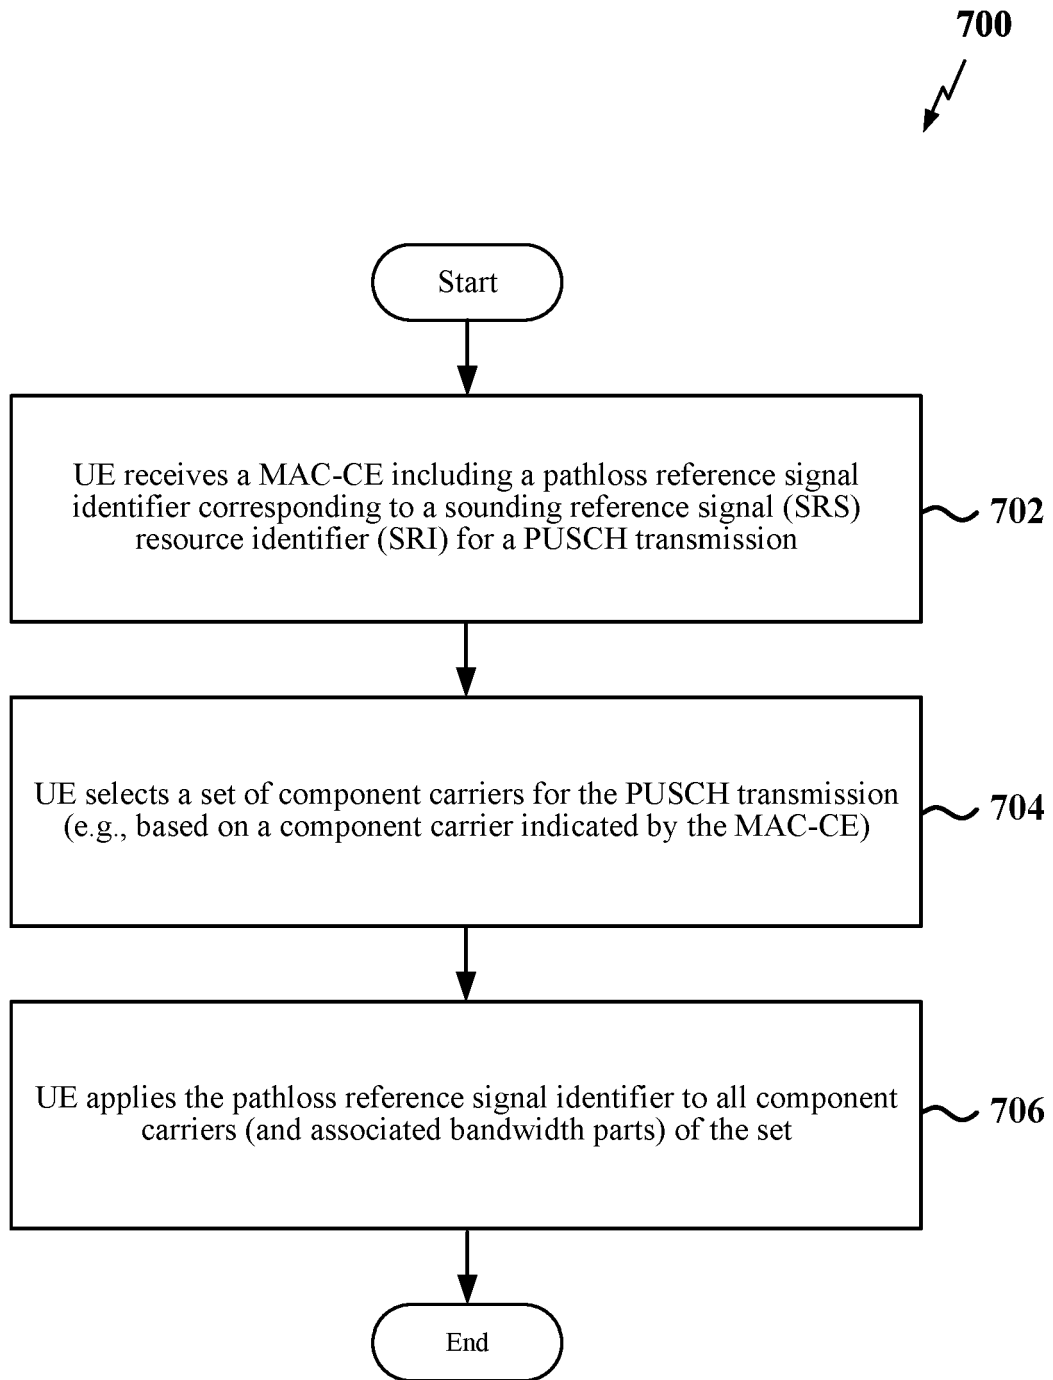 700
Start
UE receives a MAC-CE including a pathloss reference signal
identifier corresponding to a sounding reference signal (SRS)
resource identifier (SRI) for a PUSCH transmission
702
UE selects a set of component carriers for the PUSCH transmission
(e.g., based on a component carrier indicated by the MAC-CE)
704
UE applies the pathloss reference signal identifier to all component
carriers (and associated bandwidth parts) of the set
706
End